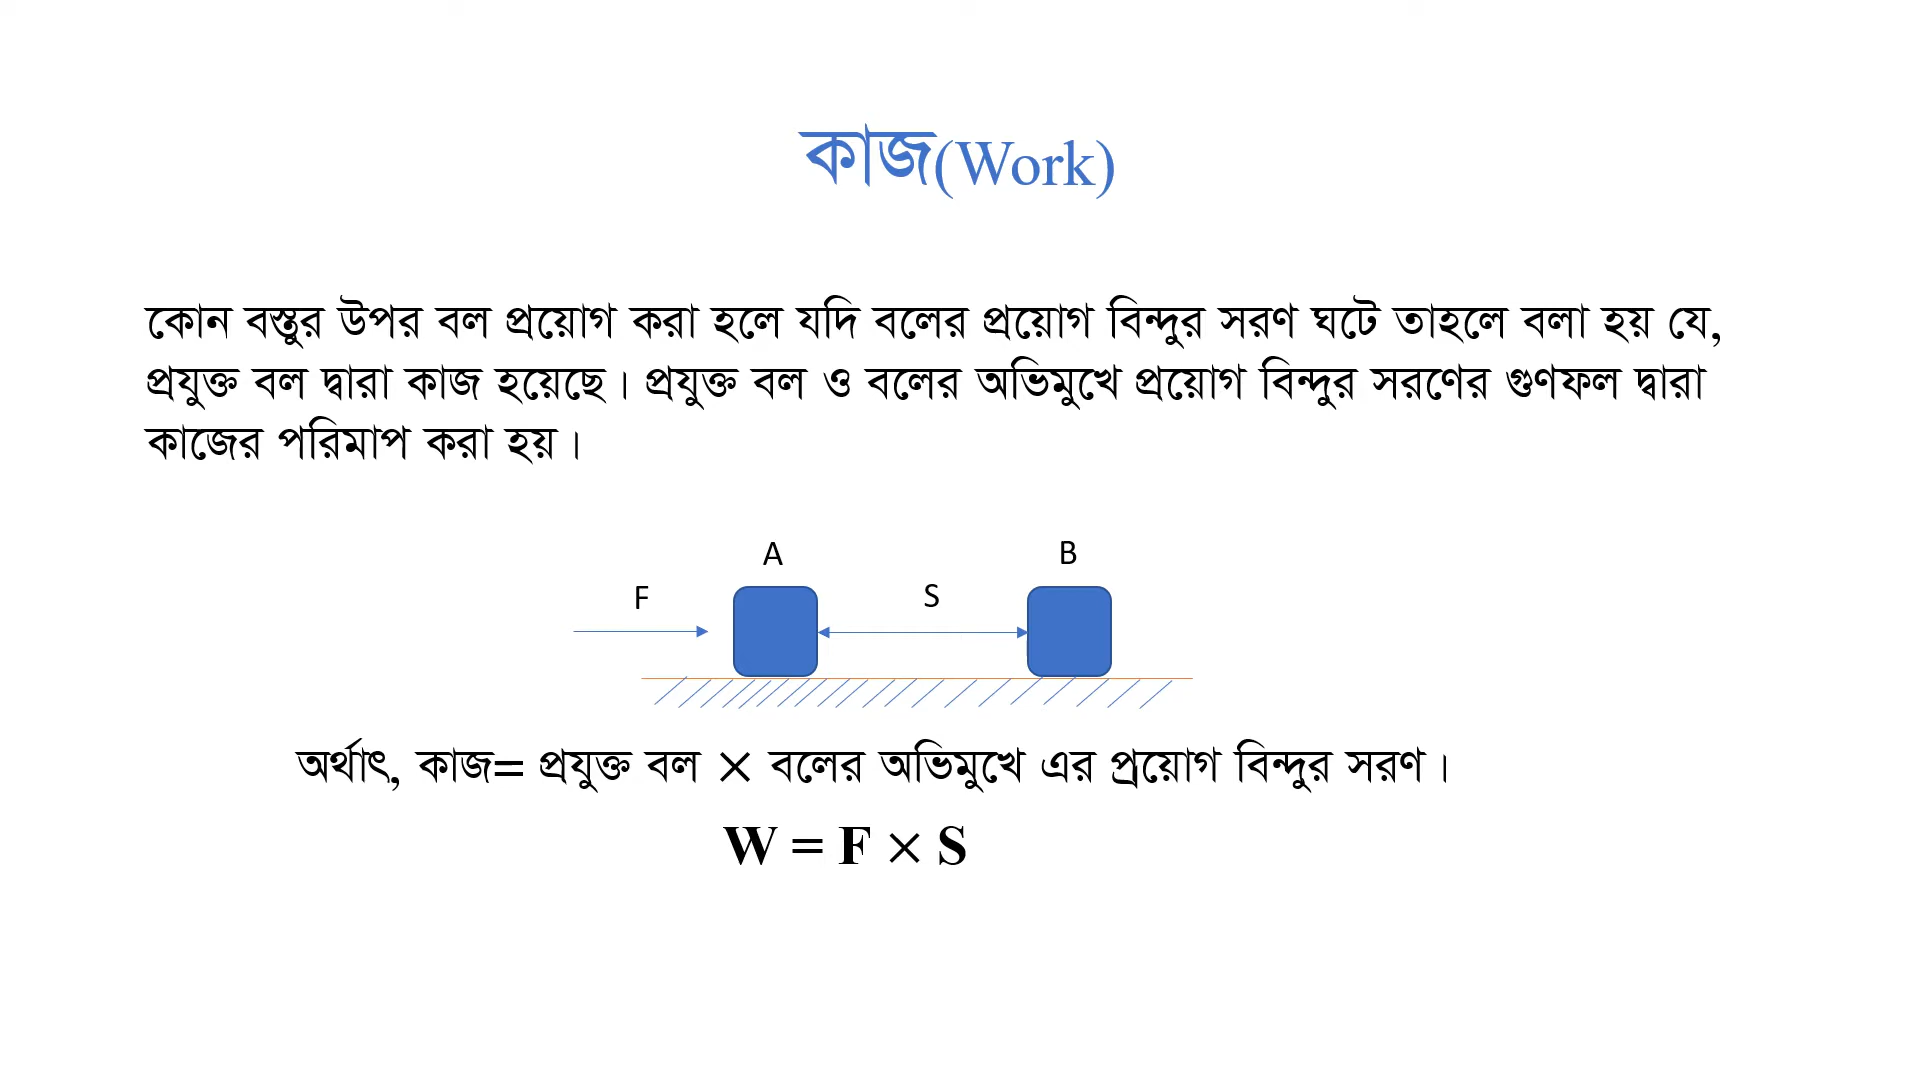 কাজ(Work)
কোন বস্তুর উপর বল প্রয়োগ করা হলে যদি বলের প্রয়োগ বিন্দুর সরণ ঘটে তাহলে বলা হয় যে,
প্রযুক্ত বল দ্বারা কাজ হয়েছে। প্রযুক্ত বল ও বলের অভিমুখে প্রয়োগ বিন্দুর সরণের গুণফল দ্বারা
কাজের পরিমাপ করা হয়।
A
B
F
S
অর্থাৎ, কাজ= প্রযুক্ত বল × বলের অভিমুখে এর প্রয়োগ বিন্দুর সরণ।
W = F × S